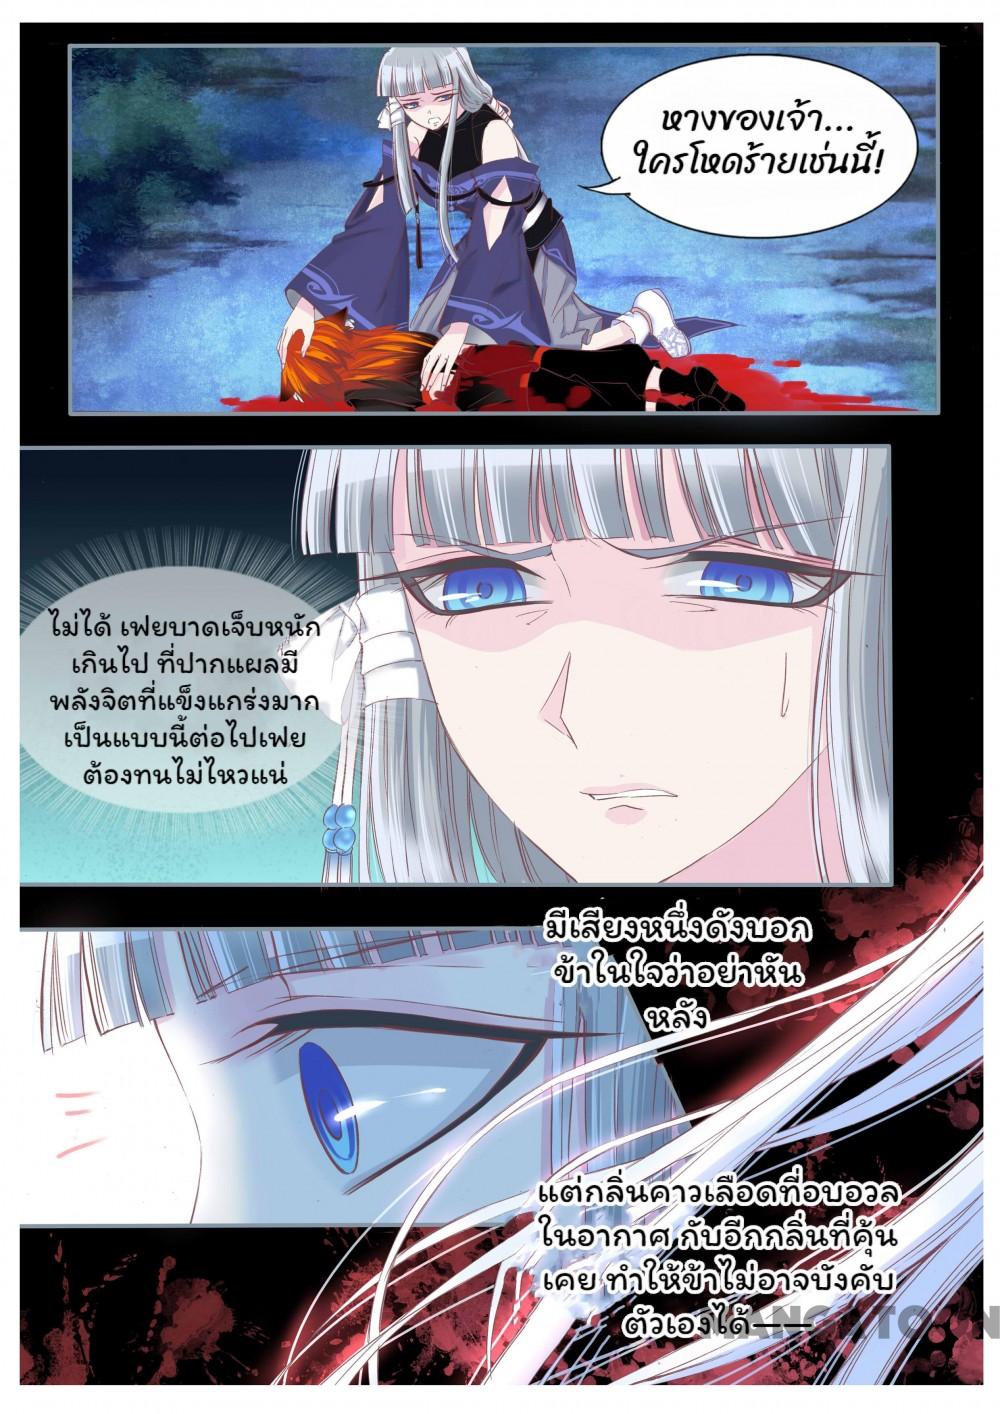 หางของเจ้า...
ใครโหดร้ายเช่นนี้!
ไม่ได้ เฟยบาดเจ็บหนัก
เกินไป ที่ปากแผลมี
พลังจิตที่แข็งแกร่งมาก
เป็นแบบนี้ต่อไปเฟย
ต้องทนไม่ไหวแน่
มีเสียงหนึ่งดังบอก
ข้าในใจว่าอย่าหัน
หลัง
แต่กลิ่นคาวเลือดที่อบอวล
ในอากาศ กับอีกกลิ่นที่คุ้น
เคย ทำให้ข้าไม่อาจบังคับ
ตัวเองได้——
MANGATOON